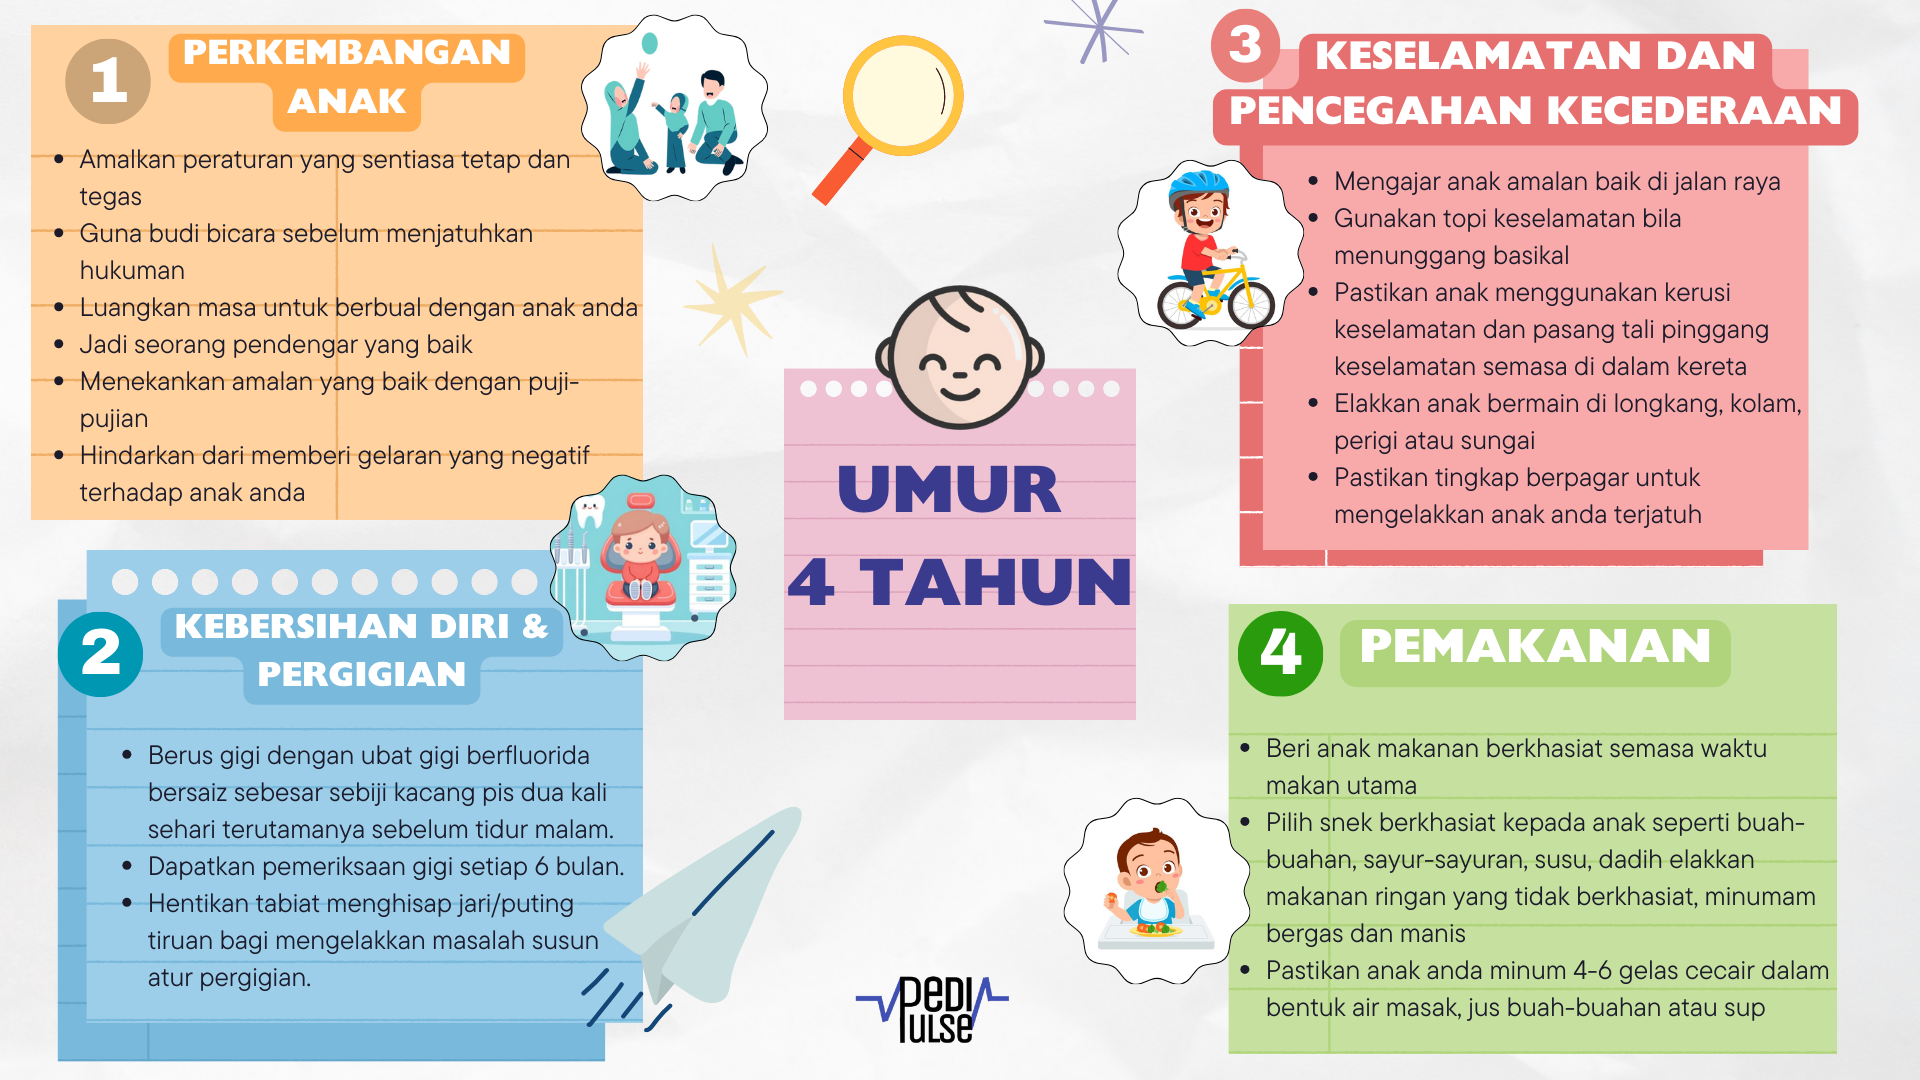 1
PERKEMBANGAN
ANAK
• Amalkan peraturan yang sentiasa tetap dan
tegas
• Guna budi bicara sebelum menjatuhkan
hukuman
• Luangkan masa untuk berbual dengan anak anda
• Jadi seorang pendengar yang baik
• Menekankan amalan yang baik dengan puji-
pujian
• Hindarkan dari memberi gelaran yang negatif
terhadap anak anda
2
KEBERSIHAN DIRI &
PERGIGIAN
• Berus gigi dengan ubat gigi berfluorida
bersaiz sebesar sebiji kacang pis dua kali
sehari terutamanya sebelum tidur malam.
• Dapatkan pemeriksaan gigi setiap 6 bulan.
• Hentikan tabiat menghisap jari/puting
tiruan bagi mengelakkan masalah susun
atur pergigian.
UMUR
4 TAHUN
PEDI
PULSE
3
KESELAMATAN DAN
PENCEGAHAN KECEDERAAN
• Mengajar anak amalan baik di jalan raya
• Gunakan topi keselamatan bila
menunggang basikal
• Pastikan anak menggunakan kerusi
keselamatan dan pasang tali pinggang
keselamatan semasa di dalam kereta
• Elakkan anak bermain di longkang, kolam,
perigi atau sungai
• Pastikan tingkap berpagar untuk
mengelakkan anak anda terjatuh
4
PEMAKANAN
• Beri anak makanan berkhasiat semasa waktu
makan utama
• Pilih snek berkhasiat kepada anak seperti buah-
buahan, sayur-sayuran, susu, dadih elakkan
makanan ringan yang tidak berkhasiat, minumam
bergas dan manis
• Pastikan anak anda minum 4-6 gelas cecair dalam
bentuk air masak, jus buah-buahan atau sup